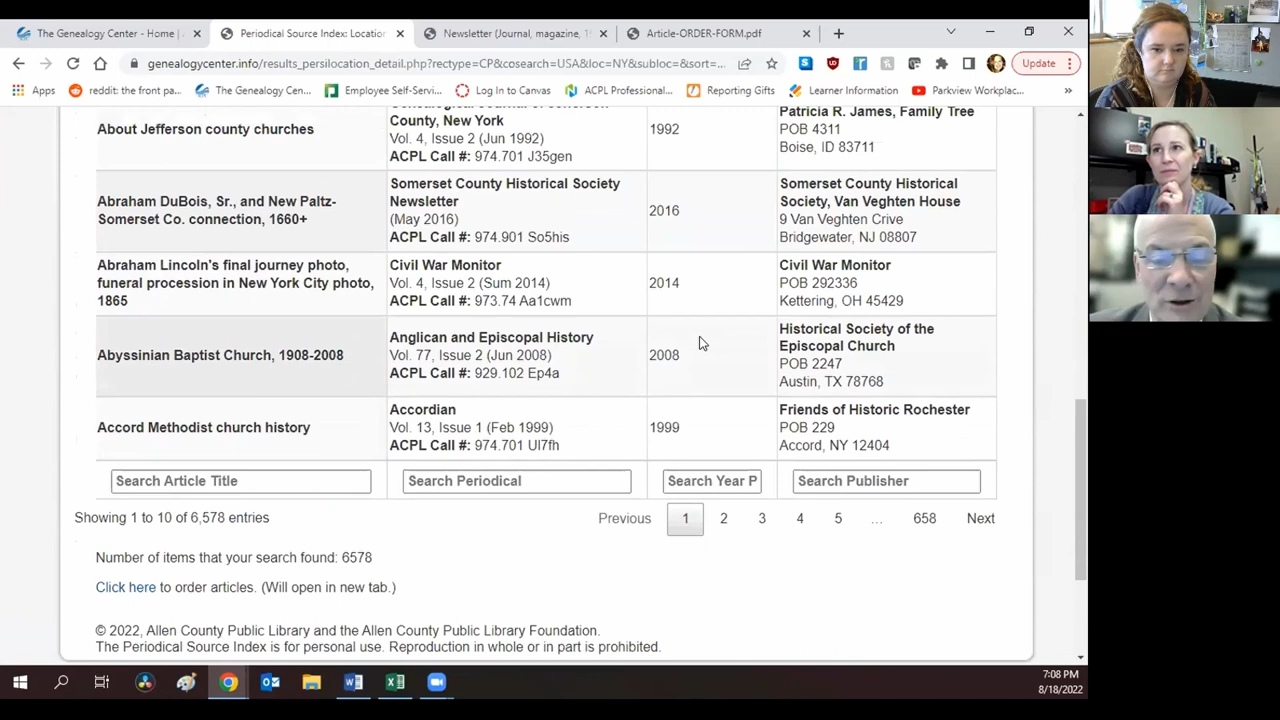 The Genealogy Center - Home |
Periodical Source Index: Location
Newsletter (Journal, magazine, 1
Article-ORDER-FORM.pdf
genealogycenter.info/results_persilocation_detail.php?rectype=CP&cosearch=USA&loc=NY&subloc=&sort=...
Update
Apps
reddit: the front pa...
The Genealogy Cen...
Employee Self-Servi...
Log In to Canvas
ACPL Professional...
Reporting Gifts
Learner Information
Parkview Workplac...
About Jefferson county churches
County, New York
Vol. 4, Issue 2 (Jun 1992)
ACPL Call #: 974.701 J35gen
1992
Patricia R. James, Family Tree
POB 4311
Boise, ID 83711
Abraham DuBois, Sr., and New Paltz-
Somerset Co. connection, 1660+
Somerset County Historical Society
Newsletter
(May 2016)
ACPL Call #: 974.901 So5his
2016
Somerset County Historical
Society, Van Veghten House
9 Van Veghten Crive
Bridgewater, NJ 08807
Abraham Lincoln's final journey photo,
funeral procession in New York City photo,
1865
Civil War Monitor
Vol. 4, Issue 2 (Sum 2014)
ACPL Call #: 973.74 Aa1cwm
2014
Civil War Monitor
POB 292336
Kettering, OH 45429
Abyssinian Baptist Church, 1908-2008
Anglican and Episcopal History
Vol. 77, Issue 2 (Jun 2008)
ACPL Call #: 929.102 Ep4a
2008
Historical Society of the
Episcopal Church
POB 2247
Austin, TX 78768
Accord Methodist church history
Accordian
Vol. 13, Issue 1 (Feb 1999)
ACPL Call #: 974.701 Ul7fh
1999
Friends of Historic Rochester
POB 229
Accord, NY 12404
Search Article Title
Search Periodical
Search Year P
Search Publisher
Showing 1 to 10 of 6,578 entries
Previous 1 2 3 4 5 ... 658 Next
Number of items that your search found: 6578
Click here to order articles. (Will open in new tab.)
© 2022, Allen County Public Library and the Allen County Public Library Foundation.
The Periodical Source Index is for personal use. Reproduction in whole or in part is prohibited.
7:08 PM
8/18/2022